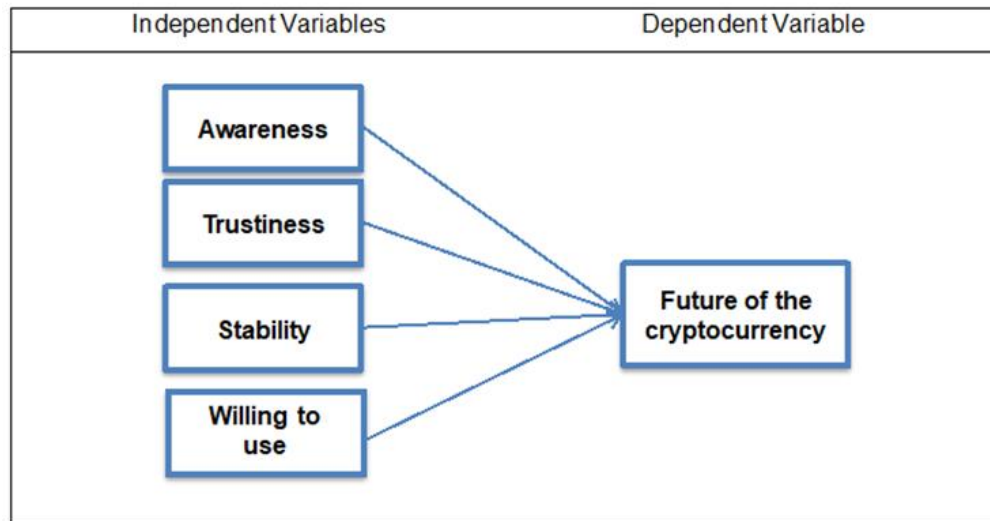 Independent Variables
Dependent Variable
Awareness
Trustiness
Stability
Willing to
use
Future of the
cryptocurrency